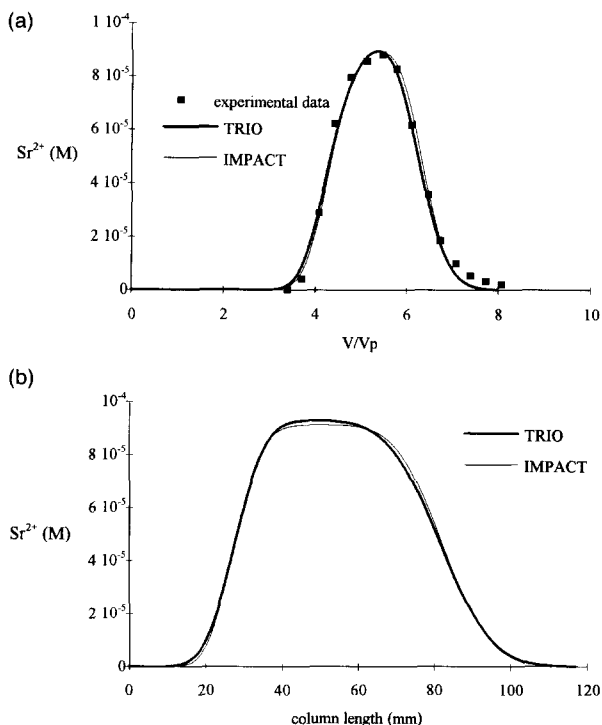 (a)
1 10⁻⁴
8 10⁻⁵
6 10⁻⁵
4 10⁻⁵
2 10⁻⁵
0
Sr²⁺ (M)
experimental data
TRIO
IMPACT
0 2 4 6 8 10
V/Vp
(b)
1 10⁻⁴
8 10⁻⁵
6 10⁻⁵
4 10⁻⁵
2 10⁻⁵
0
Sr²⁺ (M)
TRIO
IMPACT
0 20 40 60 80 100 120
column length (mm)